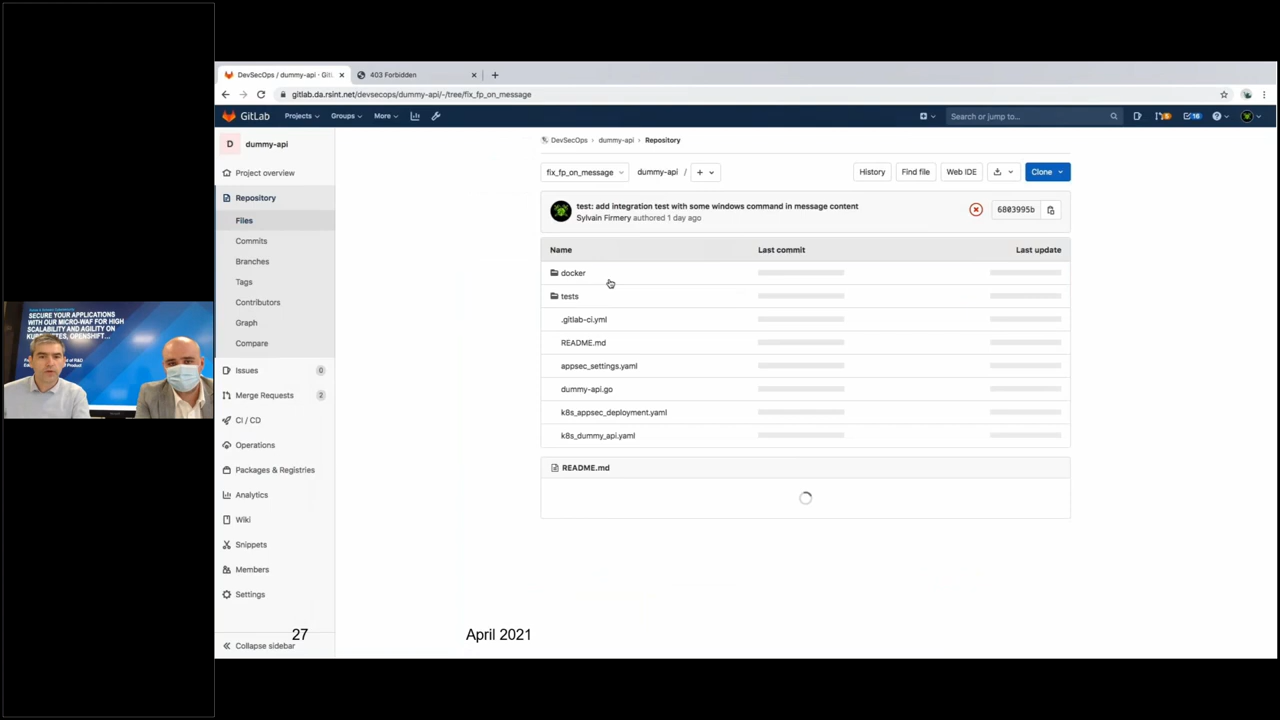 DevSecOps / dummy-api · GitL
403 Forbidden
gitlab.da.rsint.net/devsecops/dummy-api/-/tree/fix_fp_on_message
GitLab
Projects
Groups
More
Search or jump to...
D
dummy-api
Project overview
Repository
Files
Commits
Branches
Tags
Contributors
Graph
Compare
Issues
0
Merge Requests
2
CI / CD
Operations
Packages & Registries
Analytics
Wiki
Snippets
Members
Settings
Collapse sidebar
DevSecOps
dummy-api
Repository
fix_fp_on_message
dummy-api /
History
Find file
Web IDE
Clone
test: add integration test with some windows command in message content
Sylvain Firmery authored 1 day ago
6803995b
Name
Last commit
Last update
docker
tests
.gitlab-ci.yml
README.md
appsec_settings.yaml
dummy-api.go
k8s_appsec_deployment.yaml
k8s_dummy_api.yaml
README.md
27
April 2021
SECURE YOUR APPLICATIONS
WITH OUR MICRO-WAF FOR HIGH
SCALABILITY AND AGILITY ON
KUBERNETES, OPENSHIFT...